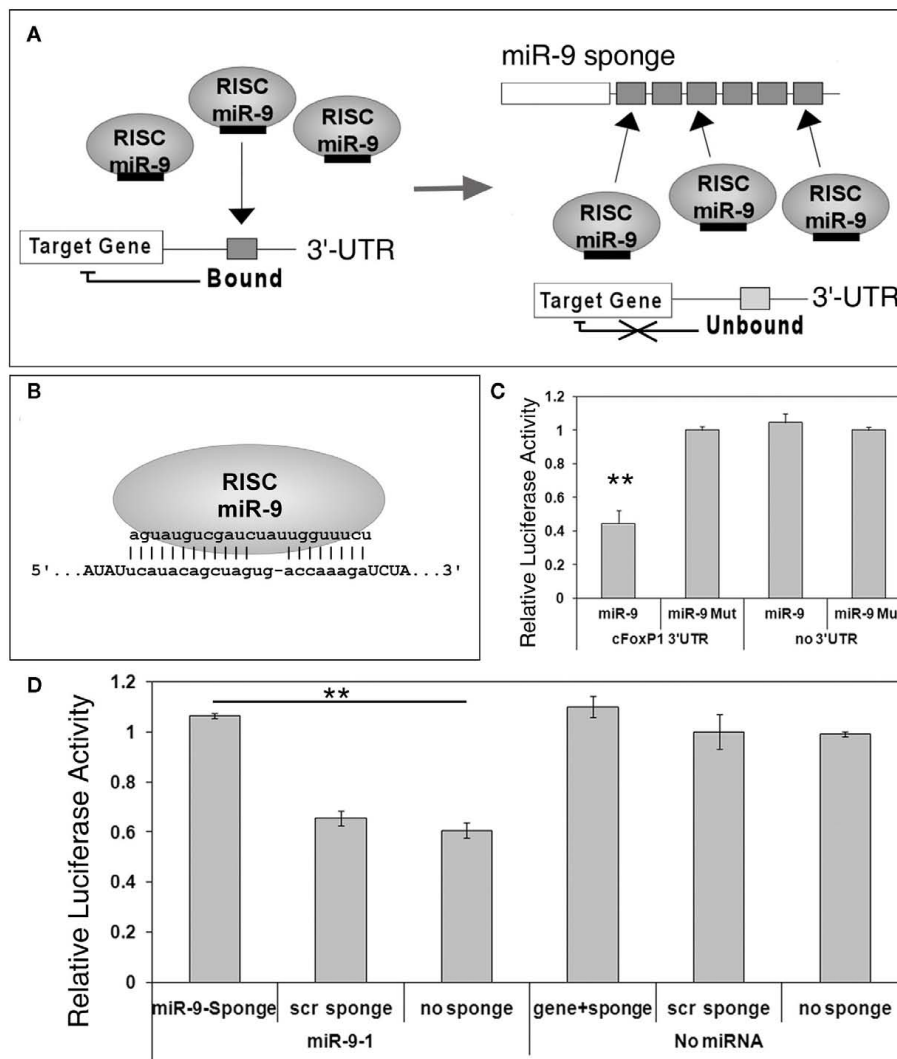 A
RISC
miR-9
RISC
miR-9
RISC
miR-9
Target Gene
3'-UTR
Bound
miR-9 sponge
RISC
miR-9
RISC
miR-9
RISC
miR-9
Target Gene
3'-UTR
Unbound
B
RISC
miR-9
aguaugucgaucuauugguuucu
5'...AUAUucauacagcuagug-accaaagaUCUA...3'
C
Relative Luciferase Activity
1.2
1
0.8
0.6
0.4
0.2
0
**
miR-9
miR-9 Mut
miR-9
miR-9 Mu
cFoxP1 3'UTR
no 3'UTR
D
Relative Luciferase Activity
1.2
1
0.8
0.6
0.4
0.2
0
**
miR-9-Sponge
scr sponge
no sponge
gene+sponge
scr sponge
no sponge
miR-9-1
No miRNA